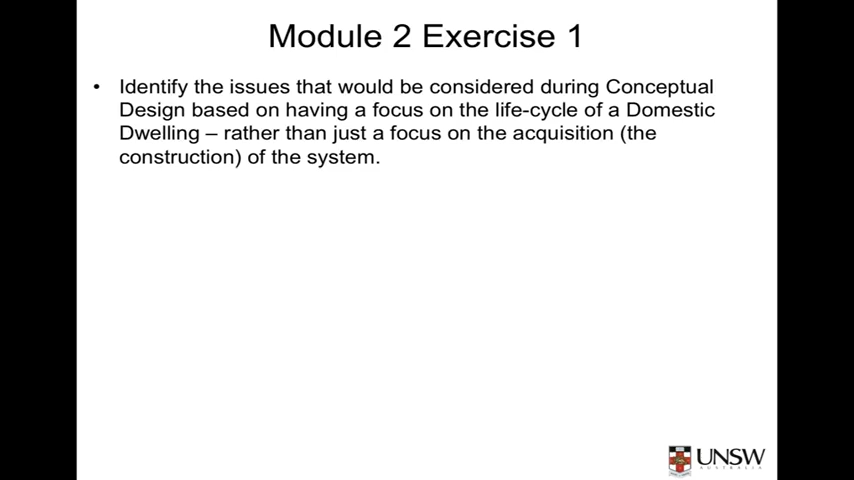 Module 2 Exercise 1
• Identify the issues that would be considered during Conceptual
Design based on having a focus on the life-cycle of a Domestic
Dwelling – rather than just a focus on the acquisition (the
construction) of the system.
UNSW
AUSTRALIA